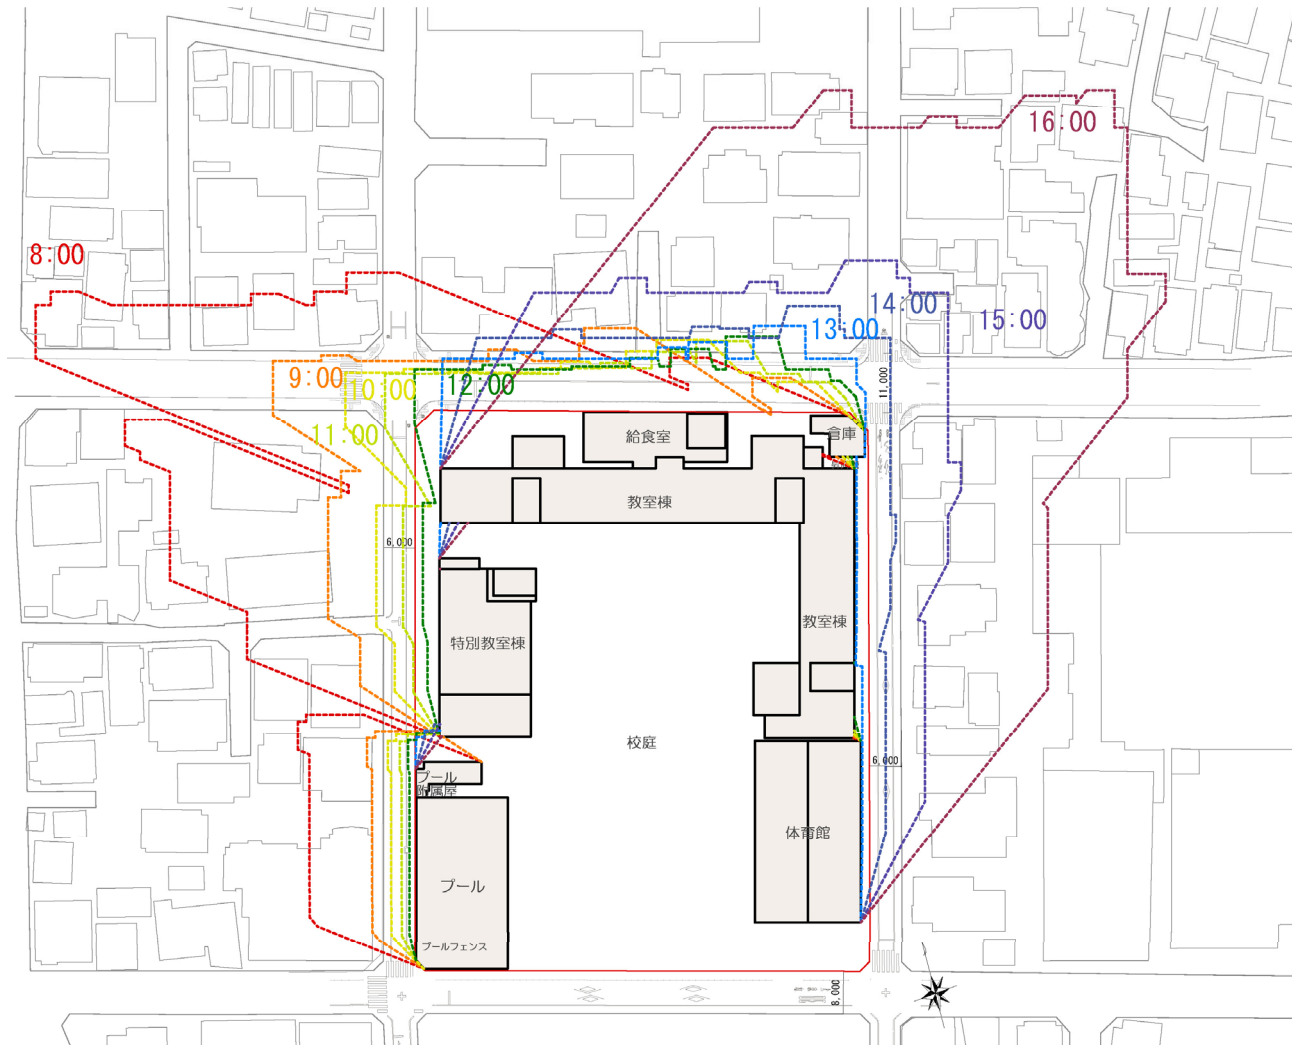 16:00
8:00
14:00
15:00
13:00
9:00
10:00
12:00
11,000
11:00
給食室
倉庫
教室棟
6,000
教室棟
特別教室棟
校庭
6,000
プール
附属屋
体育館
プール
プールフェンス
8,000